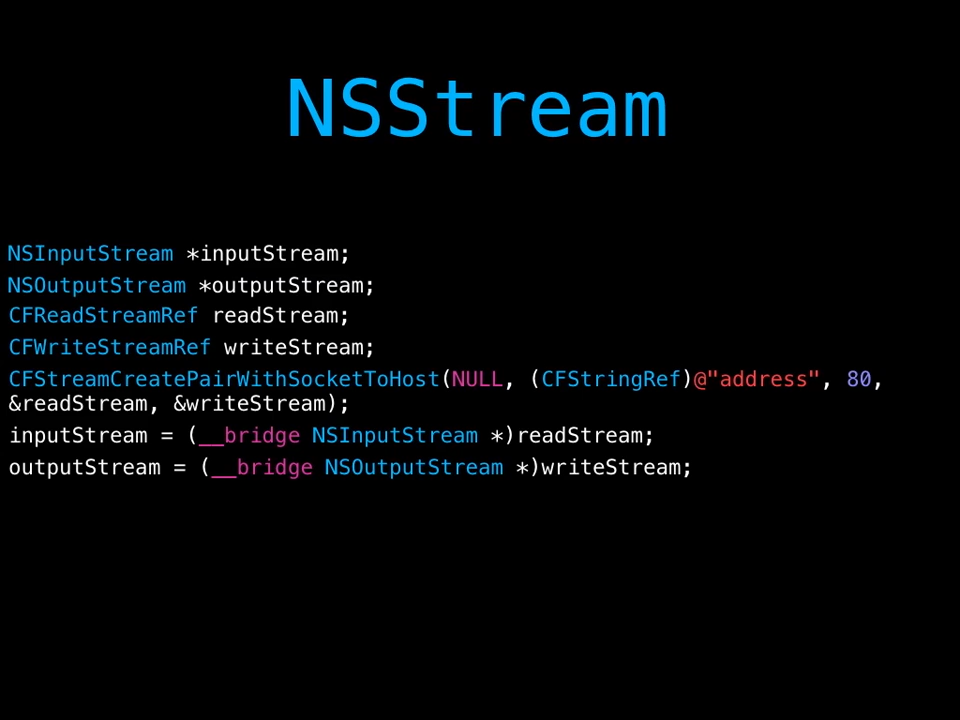 NSStream
NSInputStream *inputStream;
NSOutputStream *outputStream;
CFReadStreamRef readStream;
CFWriteStreamRef writeStream;
CFStreamCreatePairWithSocketToHost(NULL, (CFStringRef)@"address", 80,
&readStream, &writeStream);
inputStream = (__bridge NSInputStream *)readStream;
outputStream = (__bridge NSOutputStream *)writeStream;